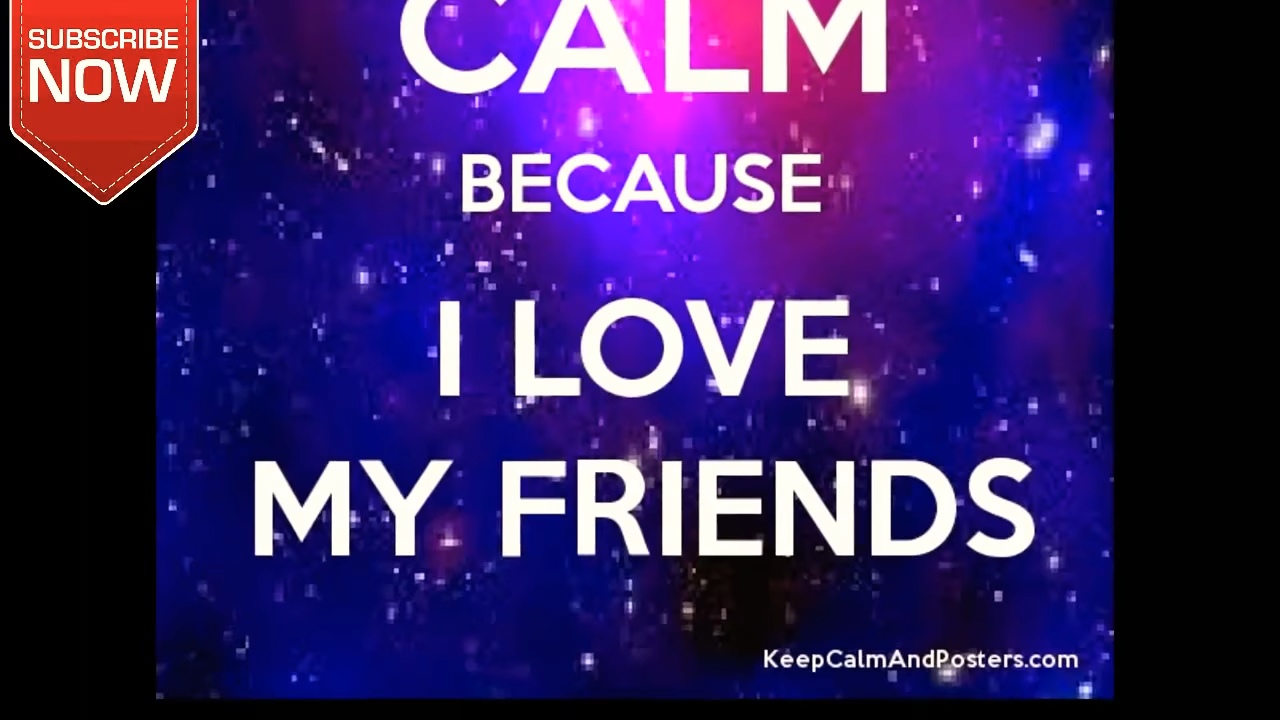 SUBSCRIBE
NOW
CALM
BECAUSE
I LOVE
MY FRIENDS
KeepCalmAndPosters.com